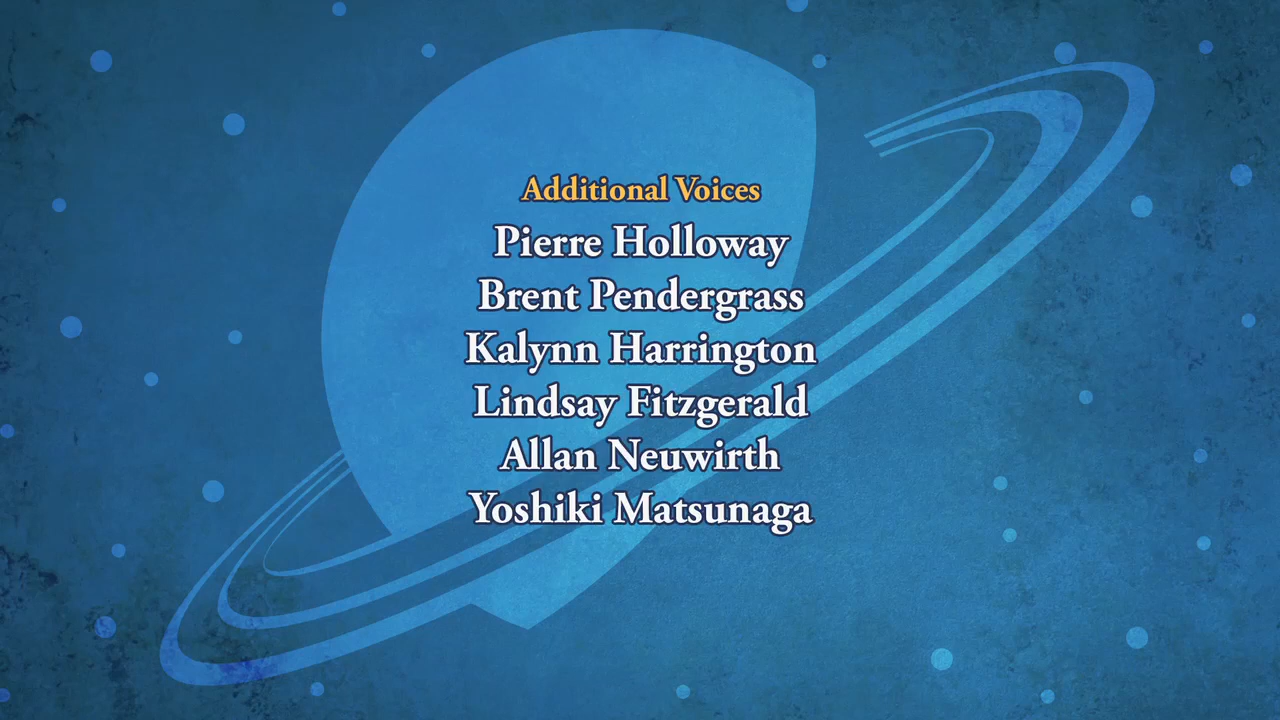 Additional Voices
Pierre Holloway
Brent Pendergrass
Kalynn Harrington
Lindsay Fitzgerald
Allan Neuwirth
Yoshiki Matsunaga